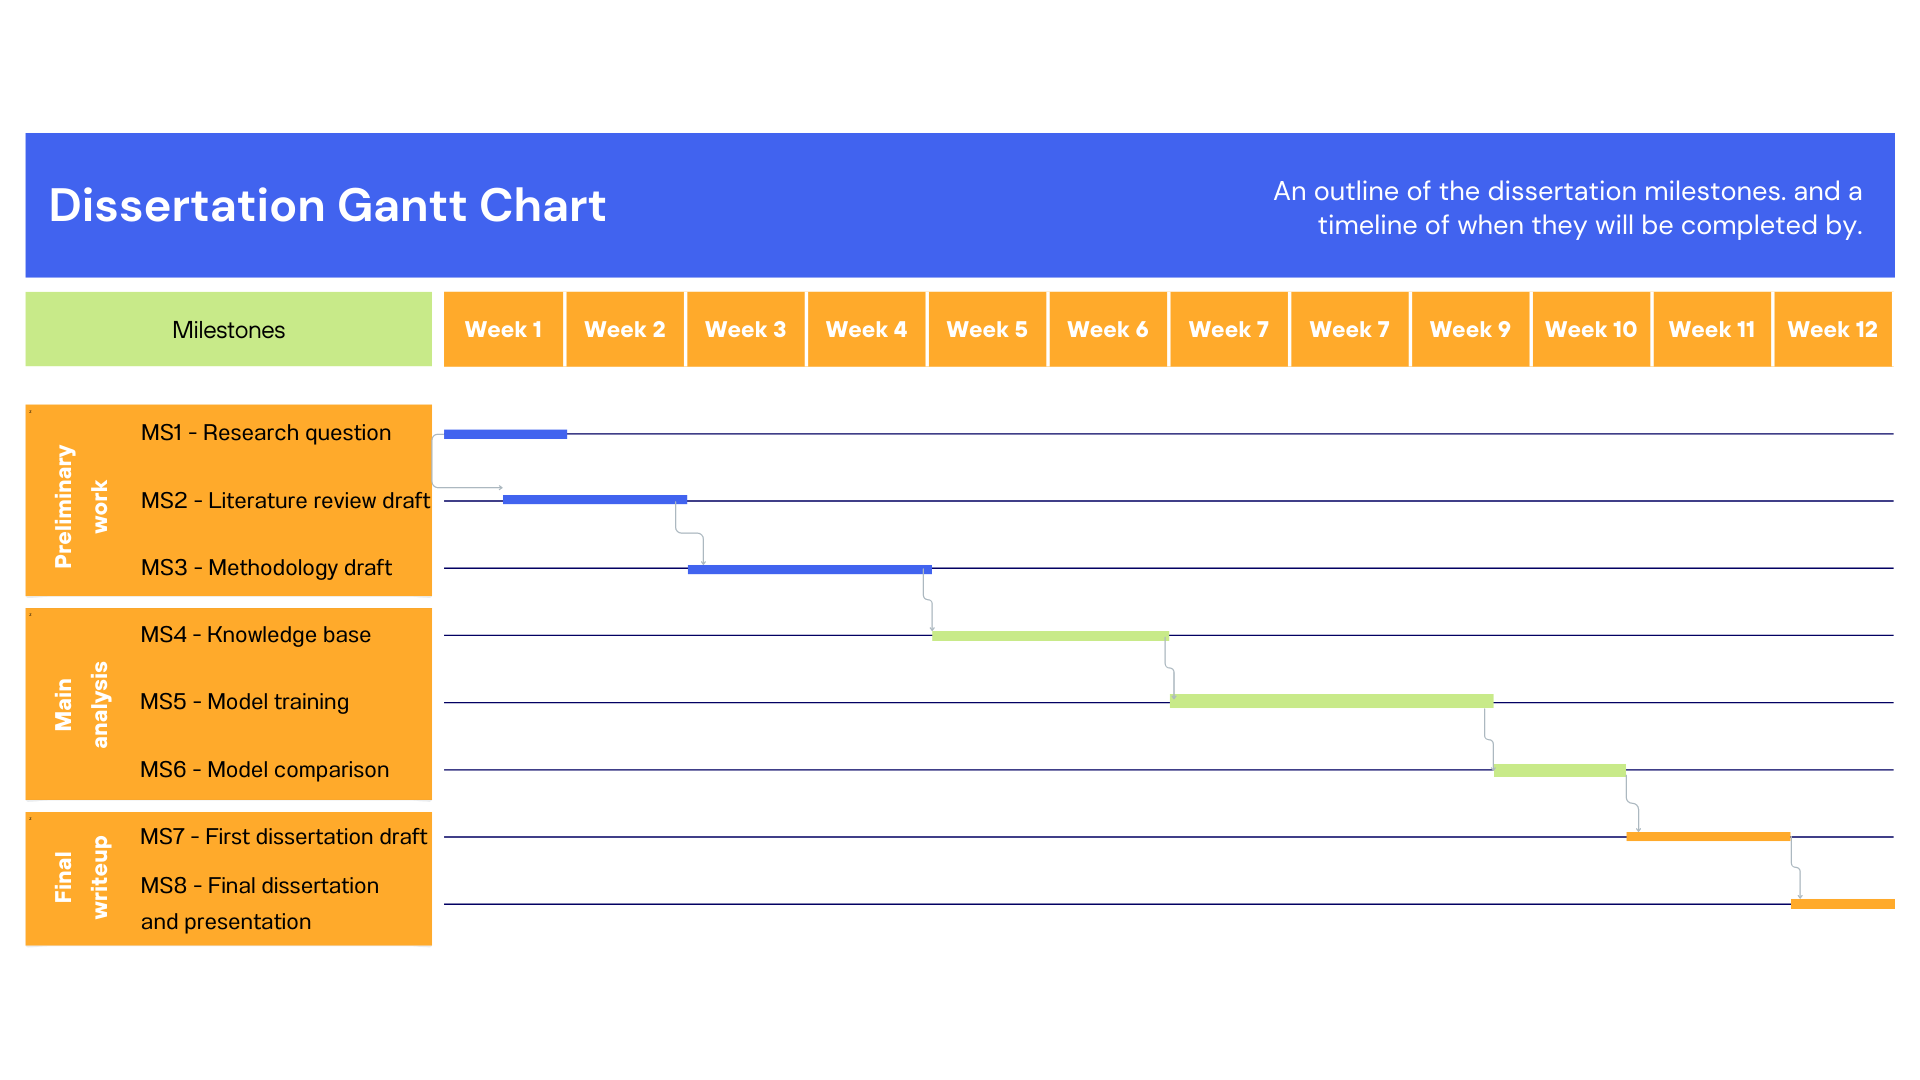 Dissertation Gantt Chart
An outline of the dissertation milestones. and a
timeline of when they will be completed by.
Milestones
Week 1
Week 2
Week 3
Week 4
Week 5
Week 6
Week 7
Week 7
Week 9
Week 10
Week 11
Week 12
Preliminary
work
MS1 - Research question
MS2 - Literature review draft
MS3 - Methodology draft
Main
analysis
MS4 - Knowledge base
MS5 - Model training
MS6 - Model comparison
Final
writeup
MS7 - First dissertation draft
MS8 - Final dissertation
and presentation